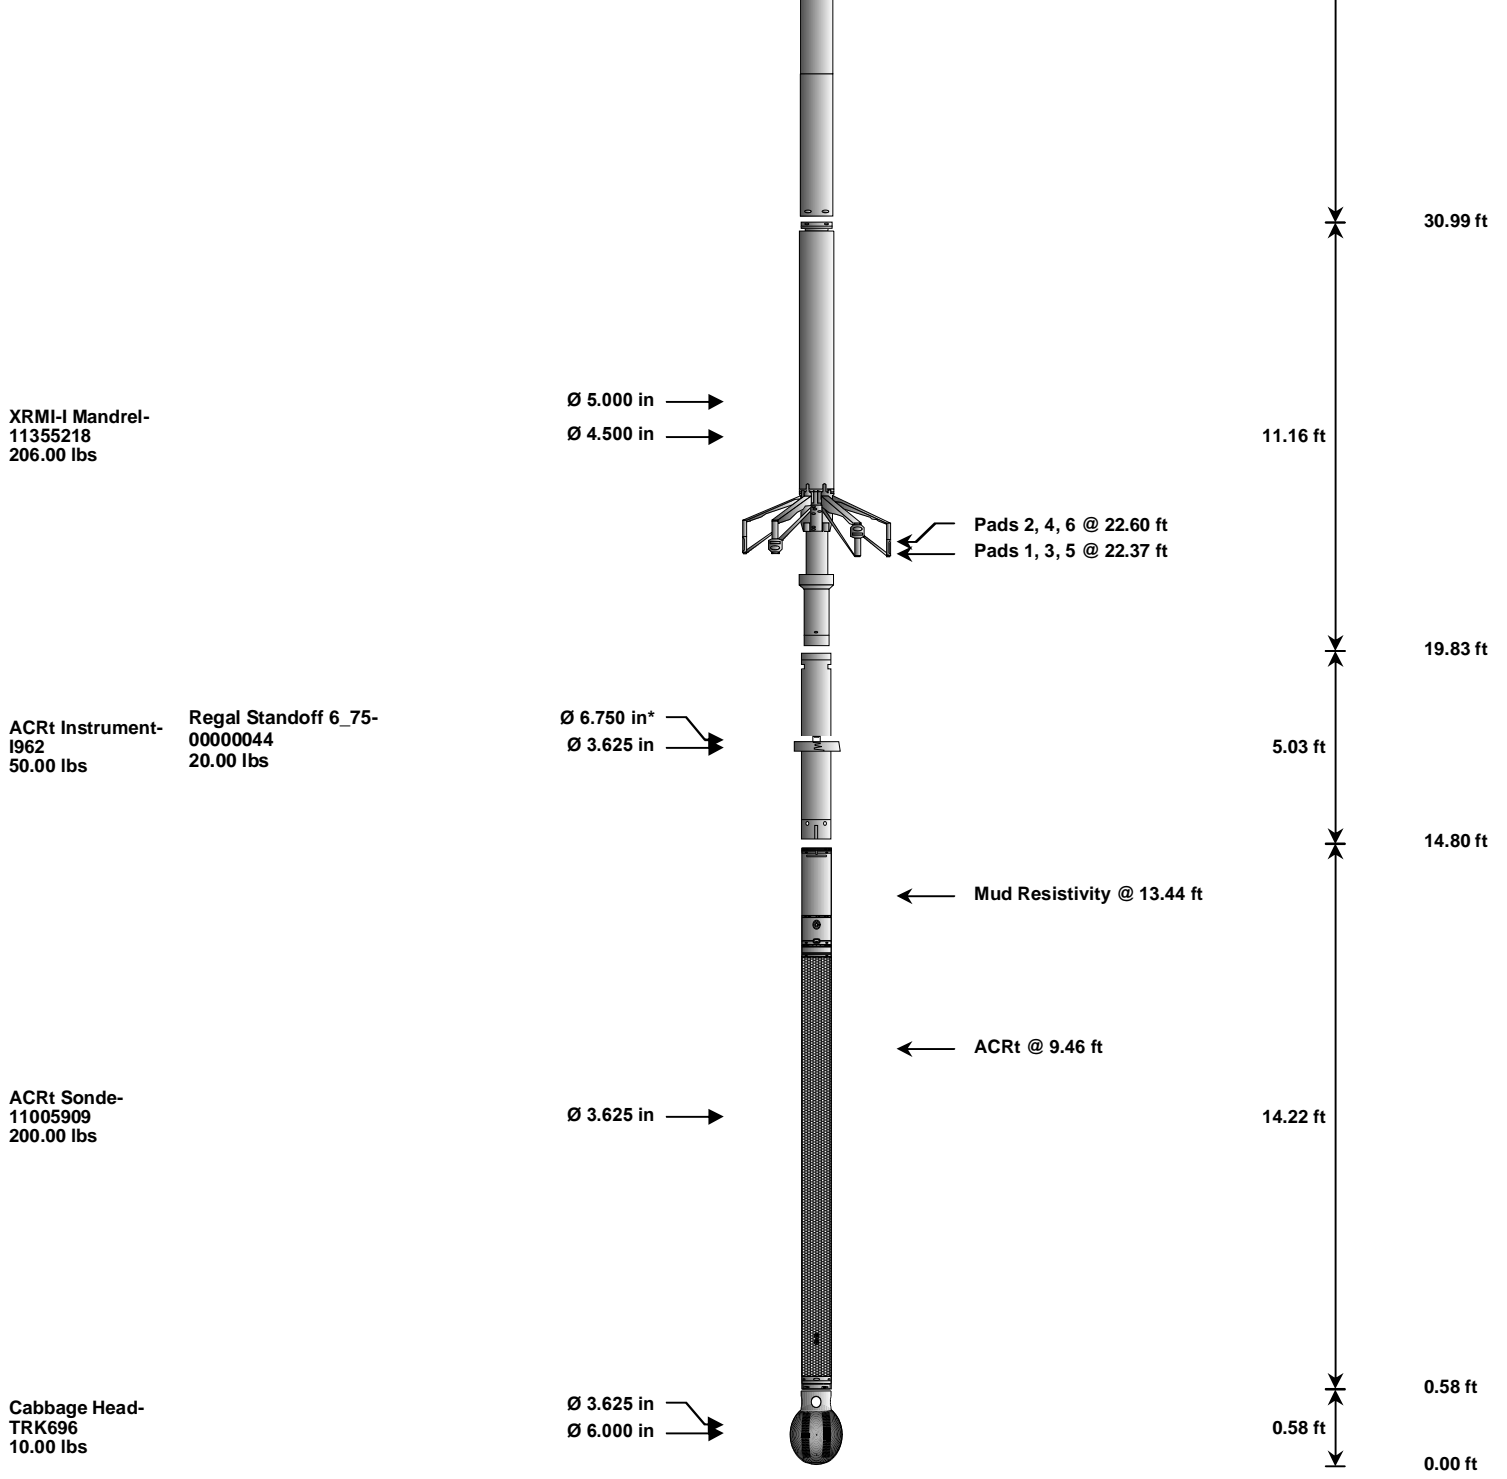 30.99 ft
Ø 5.000 in
XRMI-I Mandrel-
11355218
206.00 lbs
Ø 4.500 in
11.16 ft
Pads 2, 4, 6 @ 22.60 ft
Pads 1, 3, 5 @ 22.37 ft
19.83 ft
ACRt Instrument-
I962
50.00 lbs
Regal Standoff 6_75-
00000044
20.00 lbs
Ø 6.750 in*
Ø 3.625 in
5.03 ft
14.80 ft
Mud Resistivity @ 13.44 ft
ACRt @ 9.46 ft
ACRt Sonde-
11005909
200.00 lbs
Ø 3.625 in
14.22 ft
0.58 ft
Cabbage Head-
TRK696
10.00 lbs
Ø 3.625 in
Ø 6.000 in
0.58 ft
0.00 ft